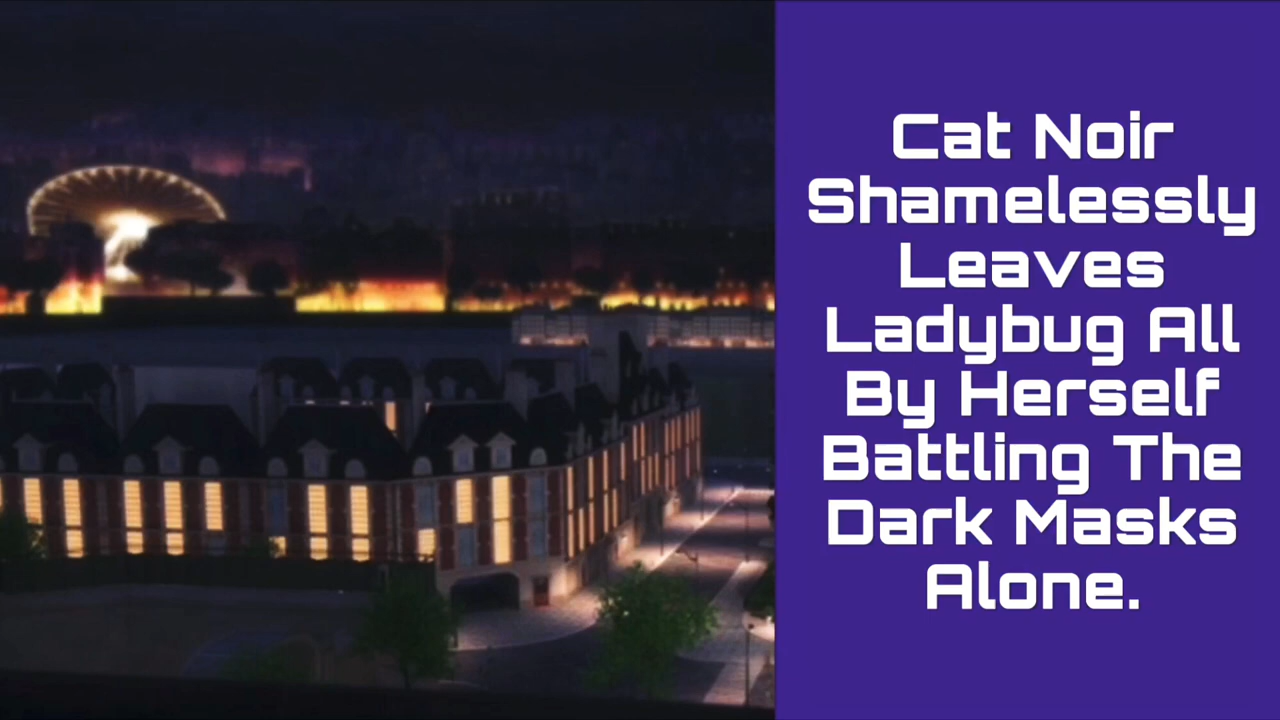 Cat Noir
Shamelessly
Leaves
Ladybug All
By Herself
Battling The
Dark Masks
Alone.